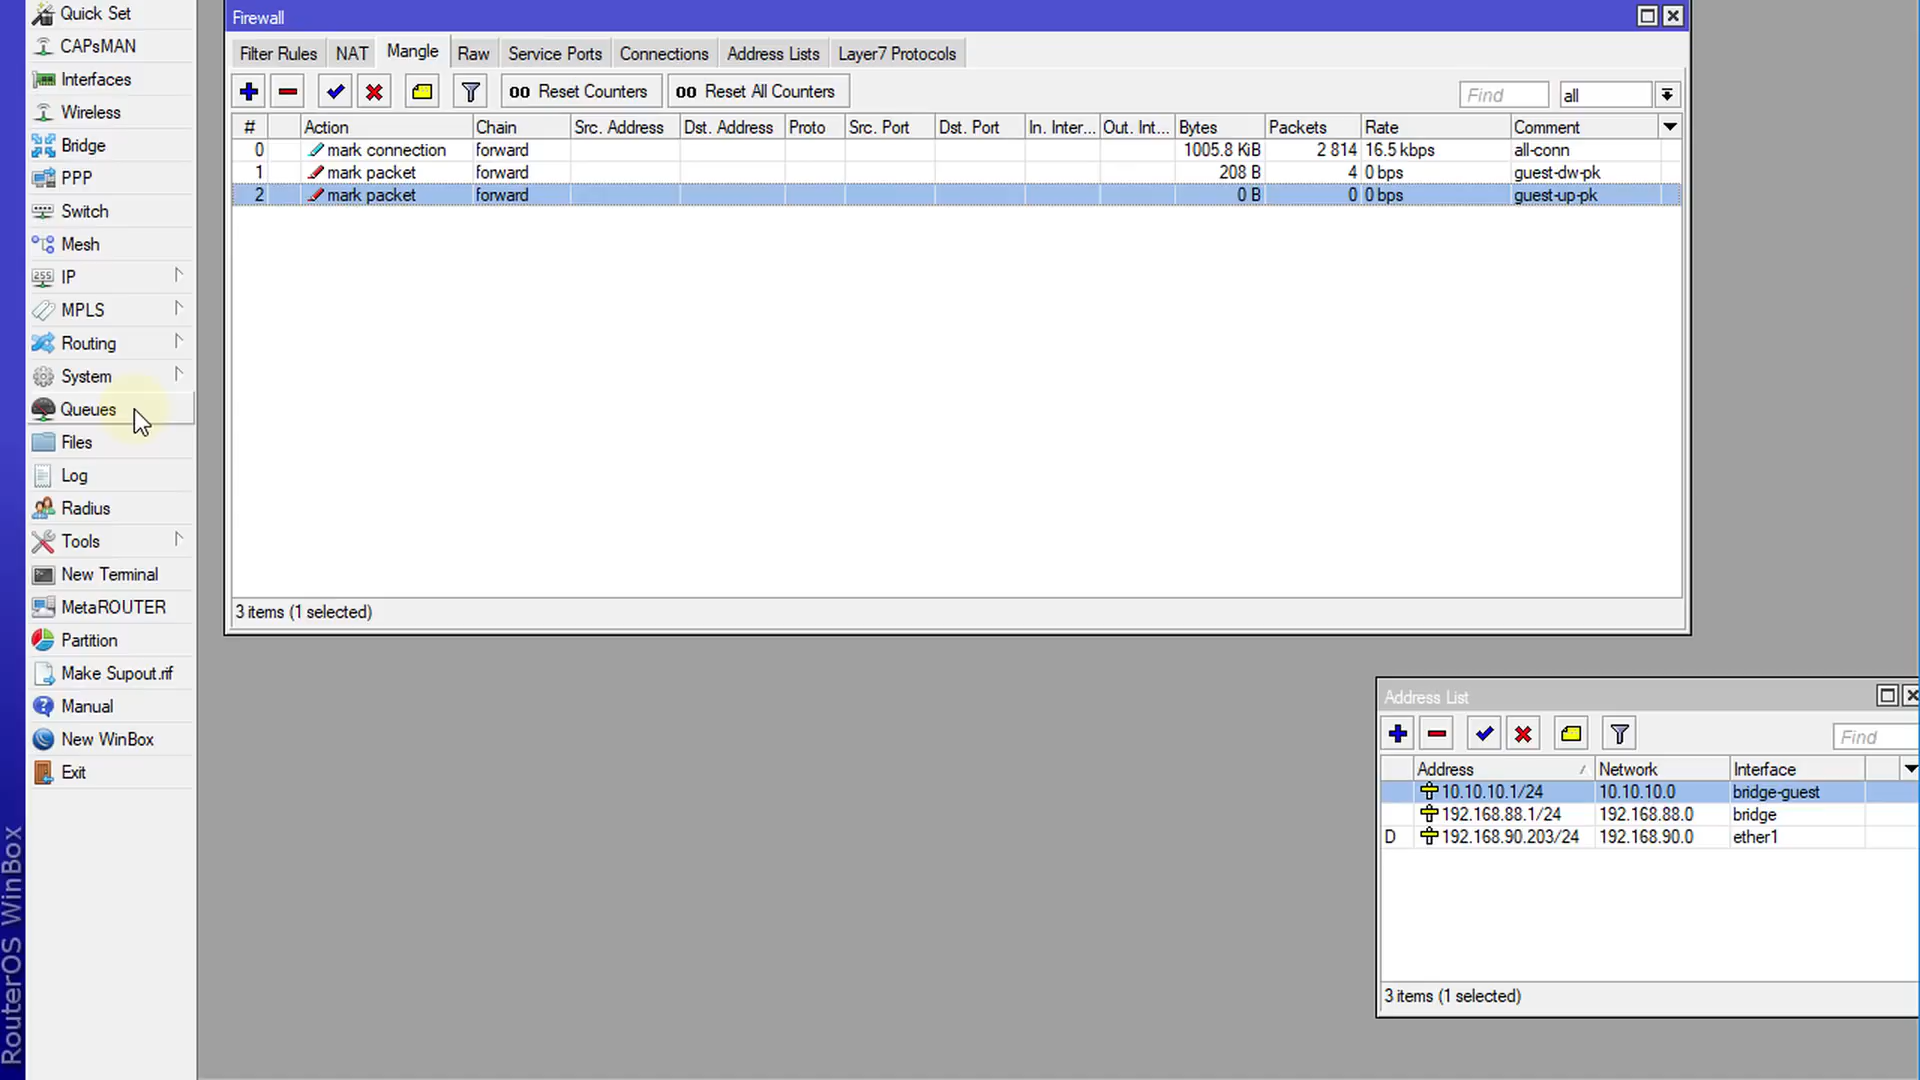 Quick Set
CAPsMAN
Interfaces
Wireless
Bridge
PPP
Switch
Mesh
IP
MPLS
Routing
System
Queues
Files
Log
Radius
Tools
New Terminal
MetaROUTER
Partition
Make Supout.rif
Manual
New WinBox
Exit
RouterOS WinBox
Firewall
Filter Rules NAT Mangle Raw Service Ports Connections Address Lists Layer7 Protocols
00 Reset Counters 00 Reset All Counters Find all
# Action Chain Src. Address Dst. Address Proto Src. Port Dst. Port In. Inter... Out. Int... Bytes Packets Rate Comment
0 mark connection forward 1005.8 KiB 2 814 16.5 kbps all-conn
1 mark packet forward 208 B 4 0 bps guest-dw-pk
2 mark packet forward 0 B 0 0 bps guest-up-pk
3 items (1 selected)
Address List
Find
Address Network Interface
10.10.10.1/24 10.10.10.0 bridge-guest
192.168.88.1/24 192.168.88.0 bridge
D 192.168.90.203/24 192.168.90.0 ether1
3 items (1 selected)